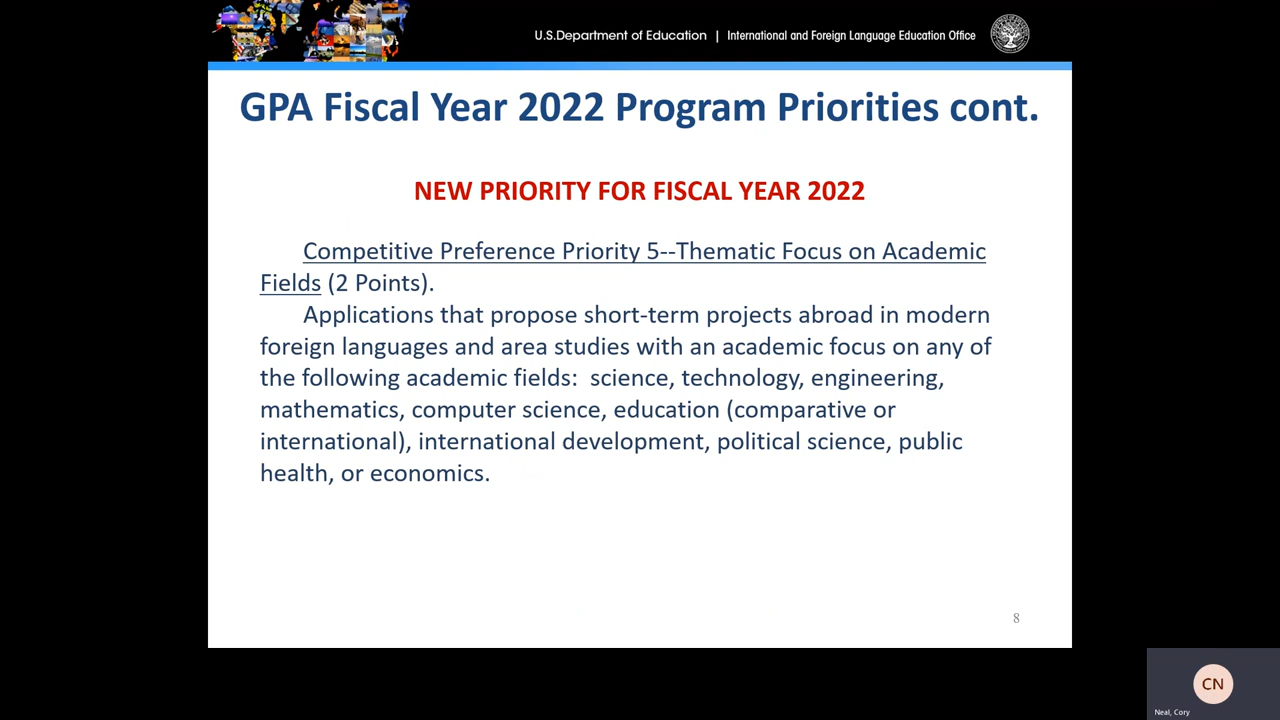 U.S.Department of Education | International and Foreign Language Education Office
GPA Fiscal Year 2022 Program Priorities cont.
NEW PRIORITY FOR FISCAL YEAR 2022
Competitive Preference Priority 5--Thematic Focus on Academic
Fields (2 Points).
Applications that propose short-term projects abroad in modern
foreign languages and area studies with an academic focus on any of
the following academic fields:  science, technology, engineering,
mathematics, computer science, education (comparative or
international), international development, political science, public
health, or economics.
8
CN
Neal, Cory